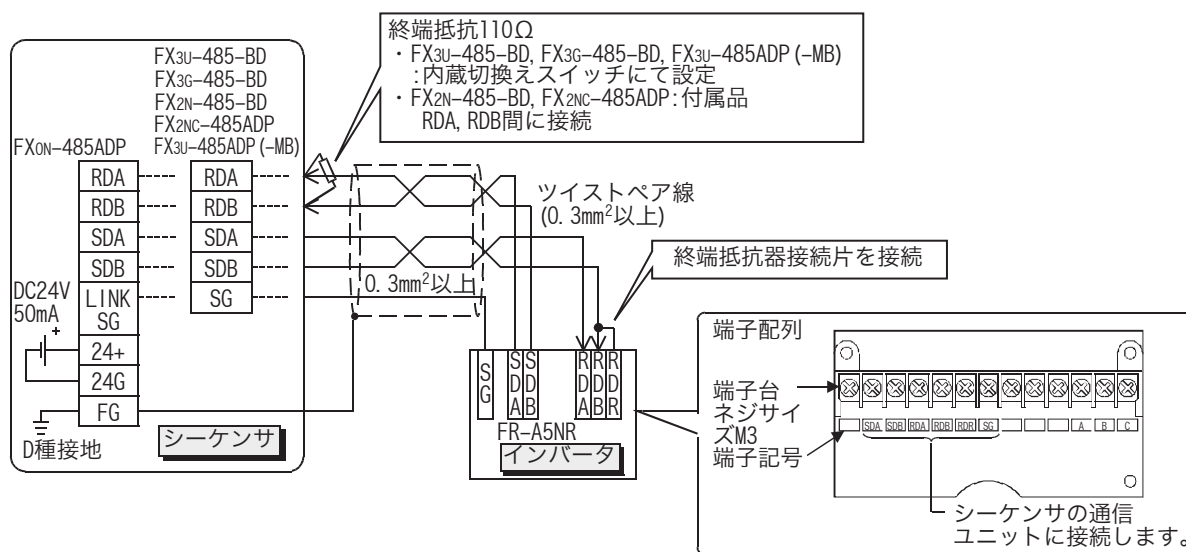 終端抵抗110Ω
・FX3U-485-BD, FX3G-485-BD, FX3U-485ADP(-MB)
:内蔵切換えスイッチにて設定
・FX2N-485-BD, FX2NC-485ADP:付属品
RDA, RDB間に接続
FX3U-485-BD
FX3G-485-BD
FX2N-485-BD
FX2NC-485ADP
FX0N-485ADP
FX3U-485ADP(-MB)
RDA
RDA
RDB
RDB
SDA
SDA
SDB
SDB
LINK
SG
SG
DC24V
50mA
+
24+
24G
FG
D種接地
シーケンサ
ツイストペア線
(0.3mm²以上)
0.3mm²以上
終端抵抗器接続片を接続
SG
SDA
SDB
RDA
RDB
RDR
FR-A5NR
インバータ
端子配列
端子台
ネジサイ
ズM3
端子記号
SDA
SDB
RDA
RDB
RDR
SG
A
B
C
シーケンサの通信
ユニットに接続します。